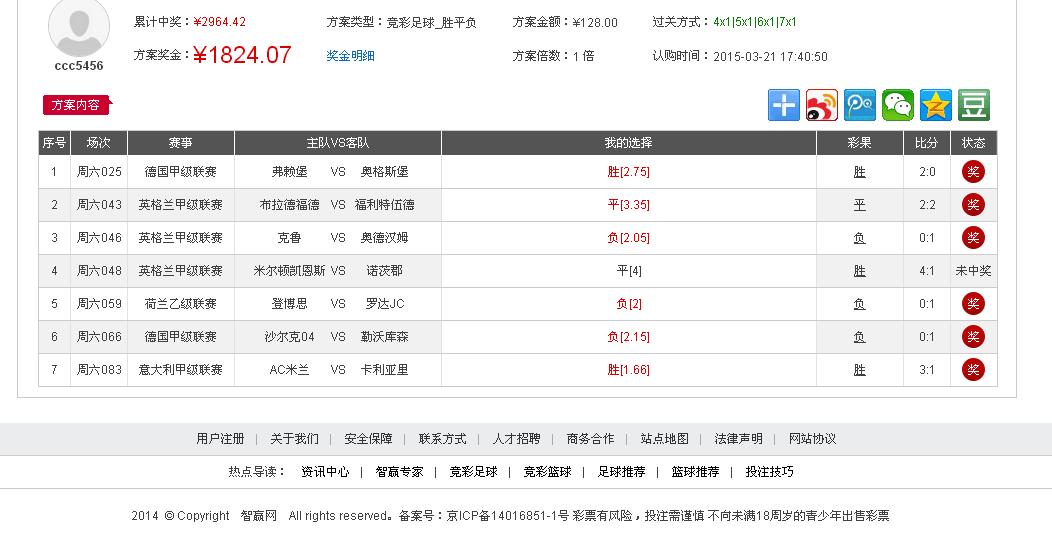 累计中奖：¥2964.42 方案类型：竞彩足球_胜平负 方案金额：¥128.00 过关方式：4x1|5x1|6x1|7x1
方案奖金：¥1824.07 奖金明细 方案倍数：1 倍 认购时间：2015-03-21 17:40:50
ccc5456
方案内容
豆
序号 场次 赛事 主队VS客队 我的选择 彩果 比分 状态
1 周六025 德国甲级联赛 弗赖堡 VS 奥格斯堡 胜[2.75] 胜 2:0 奖
2 周六043 英格兰甲级联赛 布拉德福德 VS 福利特伍德 平[3.35] 平 2:2 奖
3 周六046 英格兰甲级联赛 克鲁 VS 奥德汉姆 负[2.05] 负 0:1 奖
4 周六048 英格兰甲级联赛 米尔顿凯恩斯 VS 诺茨郡 平[4] 胜 4:1 未中奖
5 周六059 荷兰乙级联赛 登博思 VS 罗达JC 负[2] 负 0:1 奖
6 周六066 德国甲级联赛 沙尔克04 VS 勒沃库森 负[2.15] 负 0:1 奖
7 周六083 意大利甲级联赛 AC米兰 VS 卡利亚里 胜[1.66] 胜 3:1 奖
用户注册 | 关于我们 | 安全保障 | 联系方式 | 人才招聘 | 商务合作 | 站点地图 | 法律声明 | 网站协议
热点导读： 资讯中心 | 智赢专家 | 竞彩足球 | 竞彩篮球 | 足球推荐 | 篮球推荐 | 投注技巧
2014 © Copyright 智赢网 All rights reserved。备案号：京ICP备14016851-1号 彩票有风险，投注需谨慎 不向未满18周岁的青少年出售彩票